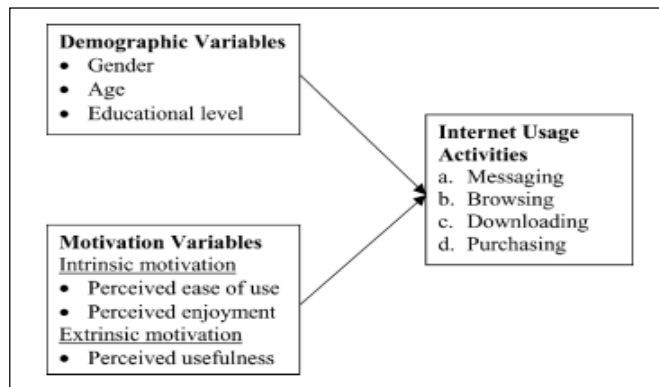 Demographic Variables
• Gender
• Age
• Educational level
Internet Usage
Activities
a. Messaging
b. Browsing
c. Downloading
d. Purchasing
Motivation Variables
Intrinsic motivation
• Perceived ease of use
• Perceived enjoyment
Extrinsic motivation
• Perceived usefulness